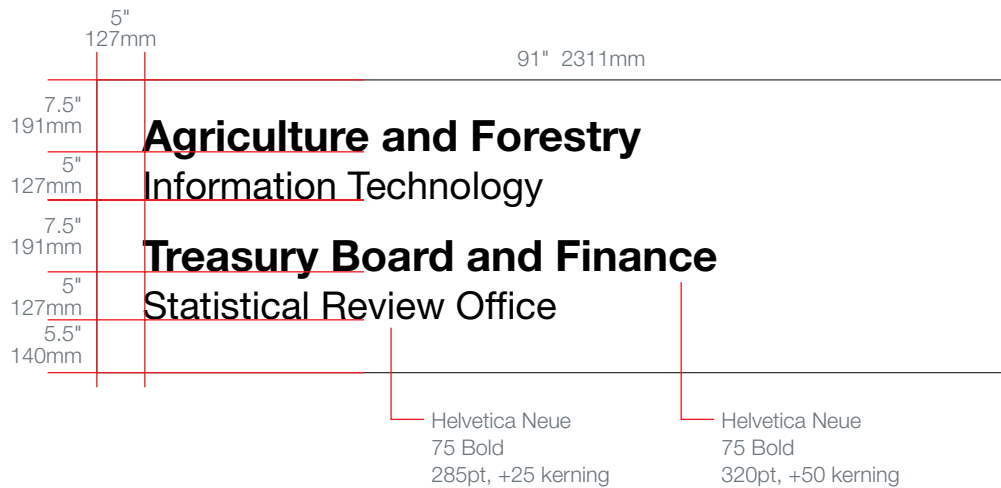 5"
127mm
91" 2311mm
7.5"
191mm
Agriculture and Forestry
5"
127mm
Information Technology
7.5"
191mm
Treasury Board and Finance
5"
127mm
Statistical Review Office
5.5"
140mm
Helvetica Neue
75 Bold
285pt, +25 kerning
Helvetica Neue
75 Bold
320pt, +50 kerning